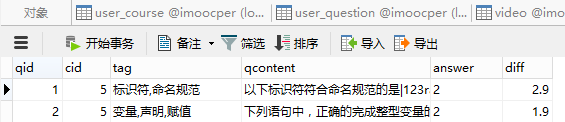 对象 user_course @imoocper (lo... user_question @imoocper (l... video @imo
开始事务 备注 筛选 排序 导入 导出
qid cid tag qcontent answer diff
1 5 标识符,命名规范 以下标识符符合命名规范的是|123r 2 2.9
2 5 变量,声明,赋值 下列语句中，正确的完成整型变量的 2 1.9